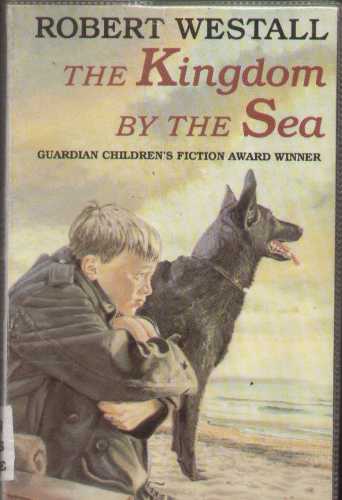 ROBERT WESTALL
THE Kingdom
BY THE Sea
GUARDIAN CHILDREN'S FICTION AWARD WINNER